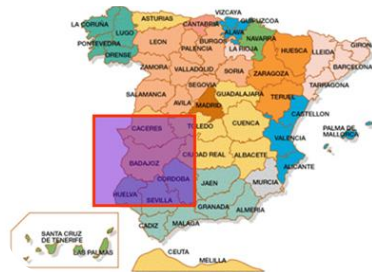 VIZCAYA
ASTURIAS
CANTABRIA
GUIPUZCOA
LA CORUÑA
LUGO
ALAVA
NAVARRA
PONTEVEDRA
LEON
BURGOS
LA RIOJA
HUESCA
GIRONA
ORENSE
PALENCIA
LLEIDA
BARCELONA
ZAMORA
VALLADOLID
SORIA
ZARAGOZA
TARRAGONA
SEGOVIA
SALAMANCA
GUADALAJARA
AVILA
MADRID
TERUEL
CASTELLON
CACERES
TOLEDO
CUENCA
PALMA DE
MALLORCA
VALENCIA
BADAJOZ
CIUDAD REAL
ALBACETE
ALICANTE
CORDOBA
MURCIA
HUELVA
JAEN
SEVILLA
GRANADA
ALMERIA
CADIZ
MALAGA
SANTA CRUZ
DE TENERIFE
LAS PALMAS
CEUTA
MELILLA